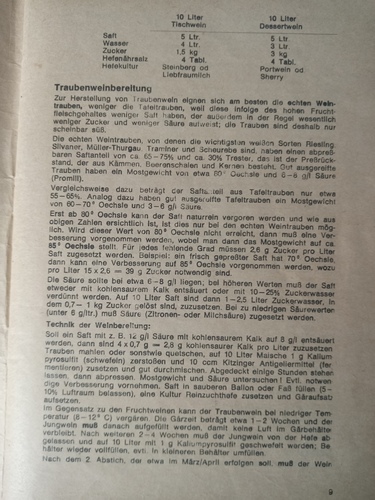 10 Liter 10 Liter
Tischwein Dessertwein
Saft 5 Ltr. 5 Ltr.
Wasser 4 Ltr. 3 Ltr.
Zucker 1,5 kg 3 kg
Hefenährsalz 4 Tabl. 4 Tabl.
Hefekultur Steinberg od Portwein od
Liebfraumilch Sherry
Traubenweinbereitung
Zur Herstellung von Traubenwein eignen sich am besten die echten Wein-
trauben, weniger die Tafeltrauben, weil diese infolge des hohen Frucht-
fleischgehaltes weniger Saft haben, der außerdem in der Regel wesentlich
weniger Zucker und weniger Säure aufweist; die Trauben sind deshalb nur
scheinbar süß.
Die echten Weintrauben, von denen die wichtigsten weißen Sorten Riesling
Silvaner, Müller-Thurgau, Traminer und Scheurebe sind, haben einen abpreß-
baren Saftanteil von ca. 65–75% und ca. 30% Trester, das ist der Preßrück-
stand, der aus Kämmen, Beerenschalen und Kernen besteht. Gut ausgereifte
Trauben haben ein Mostgewicht von etwa 80° Oechsle und 6–8 g/l Säure
(Promill).
Vergleichsweise dazu beträgt der Saftanteil aus Tafeltrauben nur etwa
55–65%. Analog dazu haben gut ausgereifte Tafeltrauben ein Mostgewicht
von 60–70° Oechsle und 3–6 g/l Säure.
Erst ab 80° Oechsle kann der Saft naturrein vergoren werden und wie aus
obigen Zahlen ersichtlich ist, ist dies nur bei den echten Weintrauben mög-
lich. Wird dieser Wert von 80° Oechsle nicht erreicht, dann muß eine Ver-
besserung vorgenommen werden, wobei man dann das Mostgewicht auf ca.
85° Oechsle stellt. Für jedes fehlende Grad müssen 2,6 g Zucker pro Liter
Saft zugesetzt werden. Beispiel: ein frisch gepreßter Saft hat 70° Oechsle,
dann kann eine Verbesserung auf 85° Oechsle vorgenommen werden, wozu
pro Liter 15 x 2,6 = 39 g Zucker notwendig sind.
Die Säure sollte bei etwa 6–8 g/l liegen; bei höheren Werten muß der Saft
etweder mit kohlensaurem Kalk entsäuert oder mit 10–25% Zuckerwasser
verdünnt werden. Auf 10 Liter Saft sind dann 1–2,5 Liter Zuckerwasser, in
dem 0,7–1 kg Zucker gelöst sind, zuzusetzen. Bei zu niedrigen Säurewerten
(unter 6 g/ltr.) muß Säure (Zitronen- oder Milchsäure) zugesetzt werden.
Technik der Weinbereitung:
Soll ein Saft mit z. B. 12 g/l Säure mit kohlensaurem Kalk auf 8 g/l entsäuert
werden, dann sind 4 x 0,7 g = 2,8 g kohlensaurer Kalk pro Liter zuzusetzen.
Trauben mahlen oder sonstwie quetschen, auf 10 Liter Maische 1 g Kalium
pyrosulfit (schwefeln) zerstoßen und 10 ccm Kitzinger Antigeliermittel (fer
mentieren) zusetzen und gut durchmischen. Abgedeckt einige Stunden stehen
lassen, dann abpressen. Mostgewicht und Säure untersuchen! Evtl. notwen-
dige Verbesserung vornehmen. Saft in sauberen Ballon oder Faß füllen (5–
10% Luftraum belassen), eine Kultur Reinzuchthefe zusetzen und Gäraufsatz
aufsetzen.
Im Gegensatz zu den Fruchtweinen kann der Traubenwein bei niedriger Tem-
peratur (8–12° C) vergären. Die Gärzeit beträgt etwa 1–2 Wochen und der
Jungwein muß danach aufgefüllt werden, damit keine Luft im Gärbehälter
verbleibt. Nach weiteren 2–4 Wochen muß der Jungwein von der Hefe ab
gelassen und auf 10 Liter mit 1 g Kaliumpyrosulfit geschwefelt werden; Be
hälter wieder vollfüllen, evtl. in kleineren Behälter umfüllen.
Nach dem 2. Abstich, der etwa im März/April erfolgen soll, muß der Wein
9